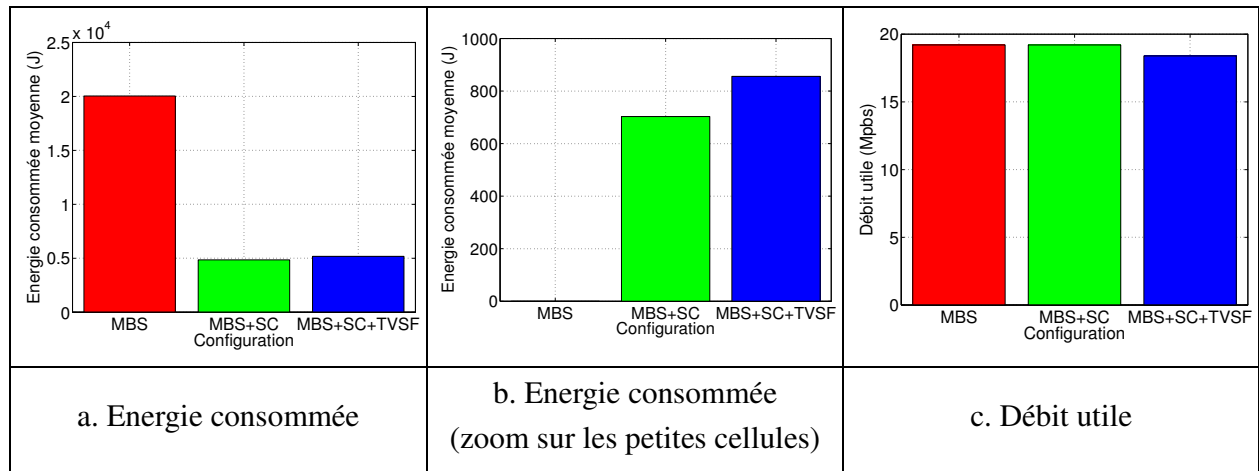 x 10^4
2.5
2
1.5
1
0.5
0
Energie consommée moyenne (J)
MBS MBS+SC MBS+SC+TVSF
Configuration
1000
800
600
400
200
0
Energie consommée moyenne (J)
MBS MBS+SC MBS+SC+TVSF
Configuration
20
15
10
5
0
Débit utile (Mpbs)
MBS MBS+SC MBS+SC+TVSF
Configuration
a. Energie consommée
b. Energie consommée
(zoom sur les petites cellules)
c. Débit utile